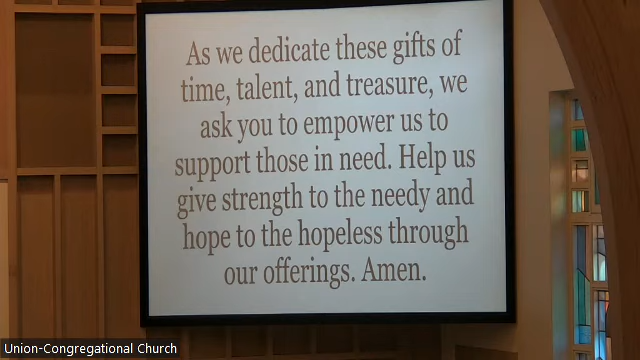 As we dedicate these gifts of
time, talent, and treasure, we
ask you to empower us to
support those in need. Help us
give strength to the needy and
hope to the hopeless through
our offerings. Amen.
Union-Congregational Church